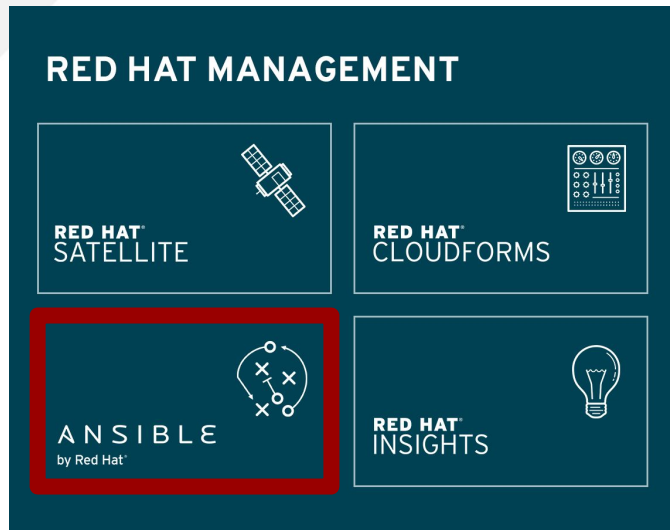 RED HAT MANAGEMENT
RED HAT®
SATELLITE
RED HAT®
CLOUDFORMS
ANSIBLE
by Red Hat®
RED HAT®
INSIGHTS